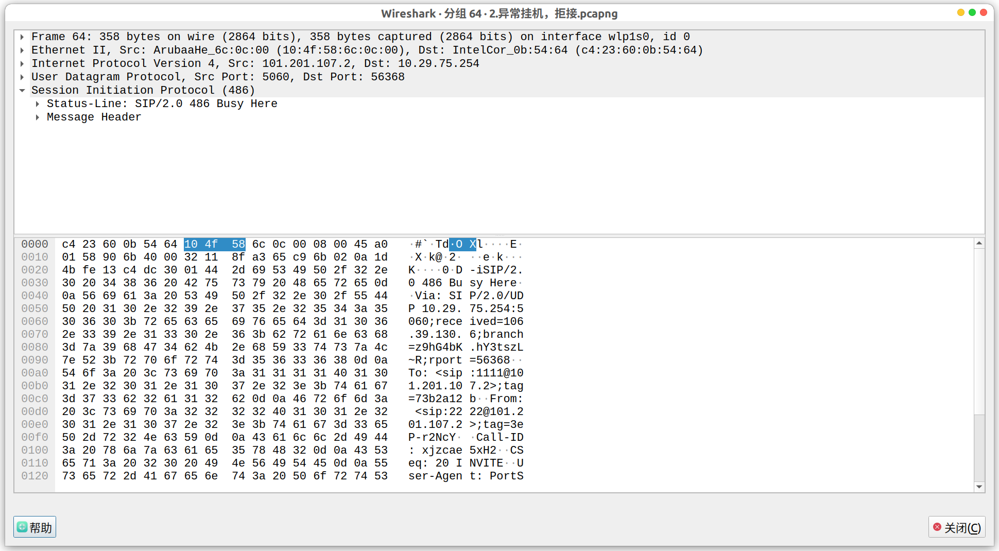 Wireshark · 分组 64 · 2.异常挂机，拒接.pcapng
Frame 64: 358 bytes on wire (2864 bits), 358 bytes captured (2864 bits) on interface wlp1s0, id 0
Ethernet II, Src: ArubaaHe_6c:0c:00 (10:4f:58:6c:0c:00), Dst: IntelCor_0b:54:64 (c4:23:60:0b:54:64)
Internet Protocol Version 4, Src: 101.201.107.2, Dst: 10.29.75.254
User Datagram Protocol, Src Port: 5060, Dst Port: 56368
Session Initiation Protocol (486)
Status-Line: SIP/2.0 486 Busy Here
Message Header
0000 c4 23 60 0b 54 64 10 4f 58 6c 0c 00 08 00 45 a0 ·#`·Td·O Xl····E·
0010 01 58 90 6b 40 00 32 11 8f a3 65 c9 6b 02 0a 1d ·X·k@·2· ··e·k···
0020 4b fe 13 c4 dc 30 01 44 2d 69 53 49 50 2f 32 2e K····0·D -iSIP/2.
0030 30 20 34 38 36 20 42 75 73 79 20 48 65 72 65 0d 0 486 Bu sy Here·
0040 0a 56 69 61 3a 20 53 49 50 2f 32 2e 30 2f 55 44 ·Via: SI P/2.0/UD
0050 50 20 31 30 2e 32 39 2e 37 35 2e 32 35 34 3a 35 P 10.29. 75.254:5
0060 30 36 30 3b 72 65 63 65 69 76 65 64 3d 31 30 36 060;rece ived=106
0070 2e 33 39 2e 31 33 30 2e 36 3b 62 72 61 6e 63 68 .39.130. 6;branch
0080 3d 7a 39 68 47 34 62 4b 2e 68 59 33 74 73 7a 4c =z9hG4bK .hY3tszL
0090 7e 52 3b 72 70 6f 72 74 3d 35 36 33 36 38 0d 0a ~R;rport =56368··
00a0 54 6f 3a 20 3c 73 69 70 3a 31 31 31 31 40 31 30 To: <sip :1111@10
00b0 31 2e 32 30 31 2e 31 30 37 2e 32 3e 3b 74 61 67 1.201.10 7.2>;tag
00c0 3d 37 33 62 32 61 31 32 62 0d 0a 46 72 6f 6d 3a =73b2a12 b··From:
00d0 20 3c 73 69 70 3a 32 32 32 32 40 31 30 31 2e 32 <sip:22 22@101.2
00e0 30 31 2e 31 30 37 2e 32 3e 3b 74 61 67 3d 33 65 01.107.2 >;tag=3e
00f0 50 2d 72 32 4e 63 59 0d 0a 43 61 6c 6c 2d 49 44 P-r2NcY· ·Call-ID
0100 3a 20 78 6a 7a 63 61 65 35 78 48 32 0d 0a 43 53 : xjzcae 5xH2··CS
0110 65 71 3a 20 32 30 20 49 4e 56 49 54 45 0d 0a 55 eq: 20 I NVITE··U
0120 73 65 72 2d 41 67 65 6e 74 3a 20 50 6f 72 74 53 ser-Agen t: PortS
帮助
关闭(C)